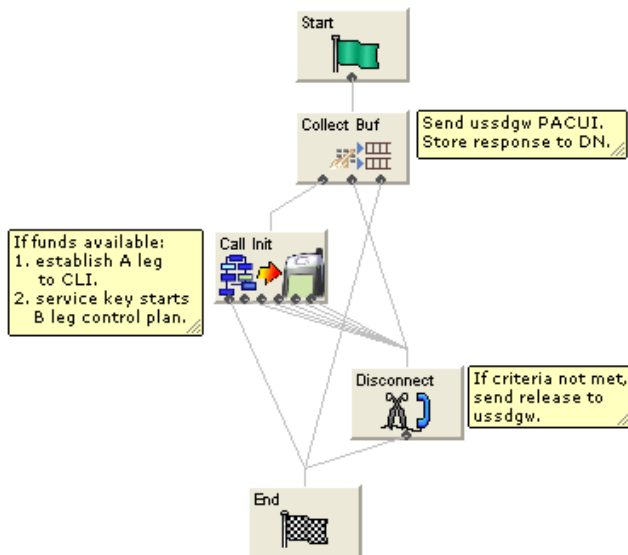 Start
Collect Buf
Send ussdgw PACUI.
Store response to DN.
If funds available:
1. establish A leg
to CLI.
2. service key starts
B leg control plan.
Call Init
Disconnect
If criteria not met,
send release to
ussdgw.
End